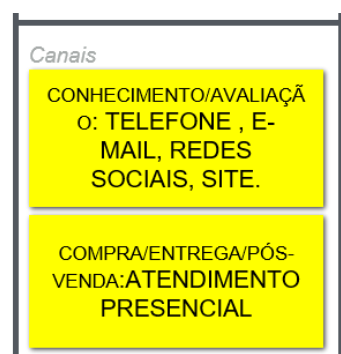 Canais
CONHECIMENTO/AVALIAÇÃ
O: TELEFONE , E-
MAIL, REDES
SOCIAIS, SITE.
COMPRA/ENTREGA/PÓS-
VENDA:ATENDIMENTO
PRESENCIAL